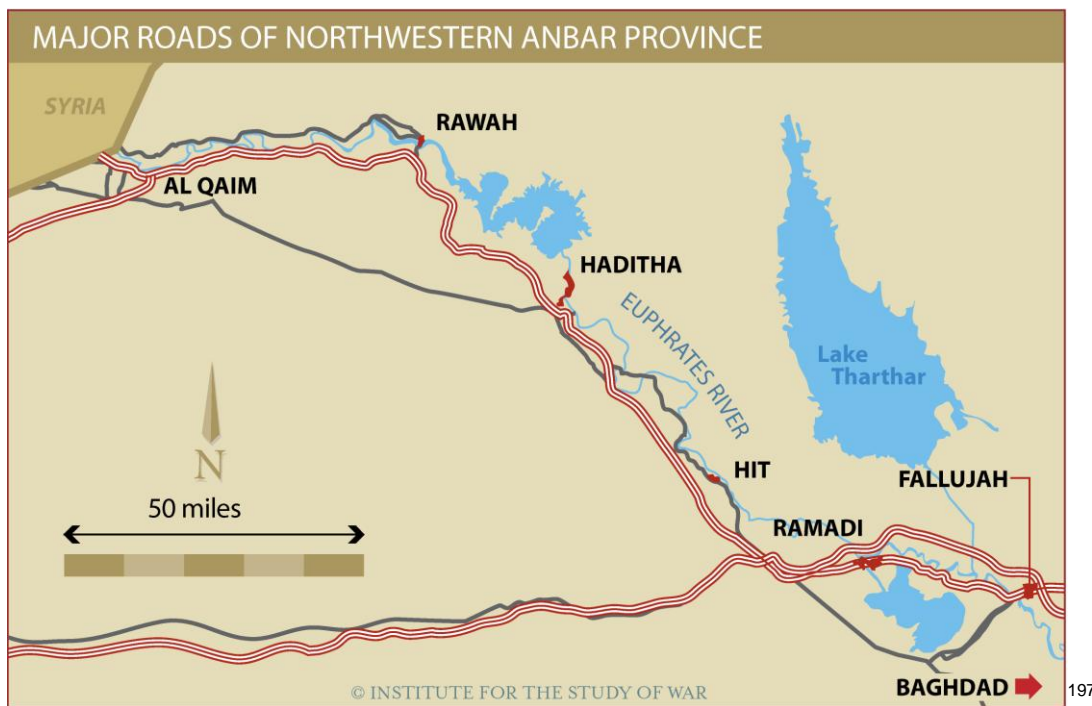 MAJOR ROADS OF NORTHWESTERN ANBAR PROVINCE
SYRIA
RAWAH
AL QAIM
HADITHA
EUPHRATES RIVER
Lake
Tharthar
N
HIT
FALLUJAH
50 miles
RAMADI
BAGHDAD
© INSTITUTE FOR THE STUDY OF WAR
197